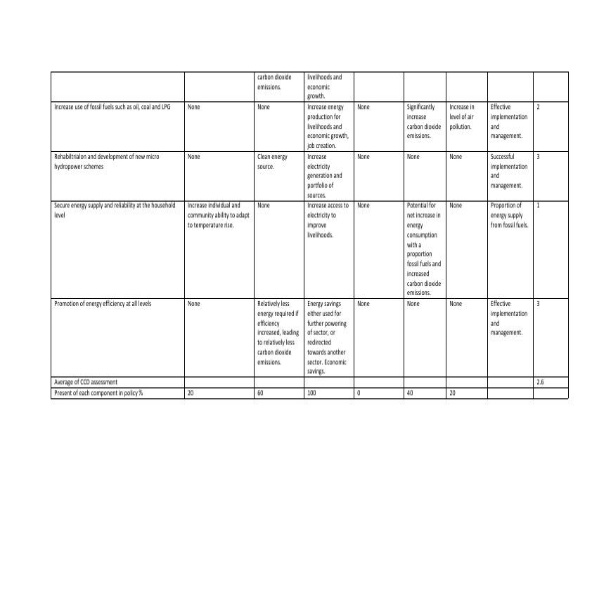 carbon dioxide
emissions.
livelihoods and
economic
growth.
Increase use of fossil fuels such as oil, coal and LPG
None
None
Increase energy
production for
livelihoods and
economic growth,
job creation.
None
Significantly
increase
carbon dioxide
emissions.
Increase in
level of air
pollution.
Effective
implementation
and
management.
2
Rehabiltriaion and development of new micro
hydropower schemes
None
Clean energy
source.
Increase
electricity
generation and
portfolio of
sources.
None
None
None
Successful
implementation
and
management.
3
Secure energy supply and reliability at the household
level
Increase individual and
community ability to adapt
to temperature rise.
None
Increase access to
electricity to
improve
livelihoods.
None
Potential for
net increase in
energy
consumption
with a
proportion
fossil fuels and
increased
carbon dioxide
emissions.
None
Proportion of
energy supply
from fossil fuels.
1
Promotion of energy efficiency at all levels
None
Relatively less
energy required if
efficiency
increased, leading
to relatively less
carbon dioxide
emissions.
Energy savings
either used for
further powering
of sector, or
redirected
towards another
sector. Economic
savings.
None
None
None
Effective
implementation
and
management.
3
Average of CCD assessment
2.6
Present of each component in policy %
20
60
100
0
40
20